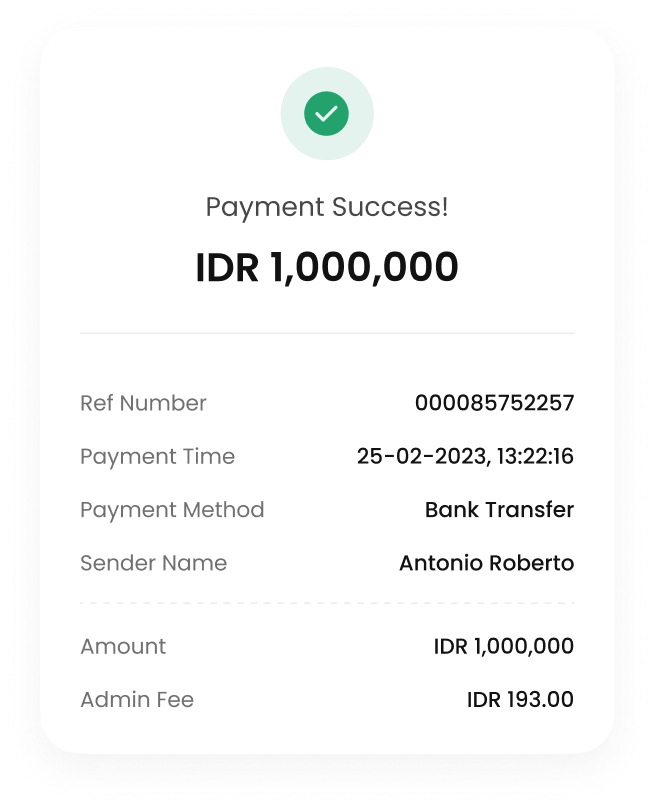 Payment Success!
IDR 1,000,000
Ref Number 000085752257
Payment Time 25-02-2023, 13:22:16
Payment Method Bank Transfer
Sender Name Antonio Roberto
Amount IDR 1,000,000
Admin Fee IDR 193.00